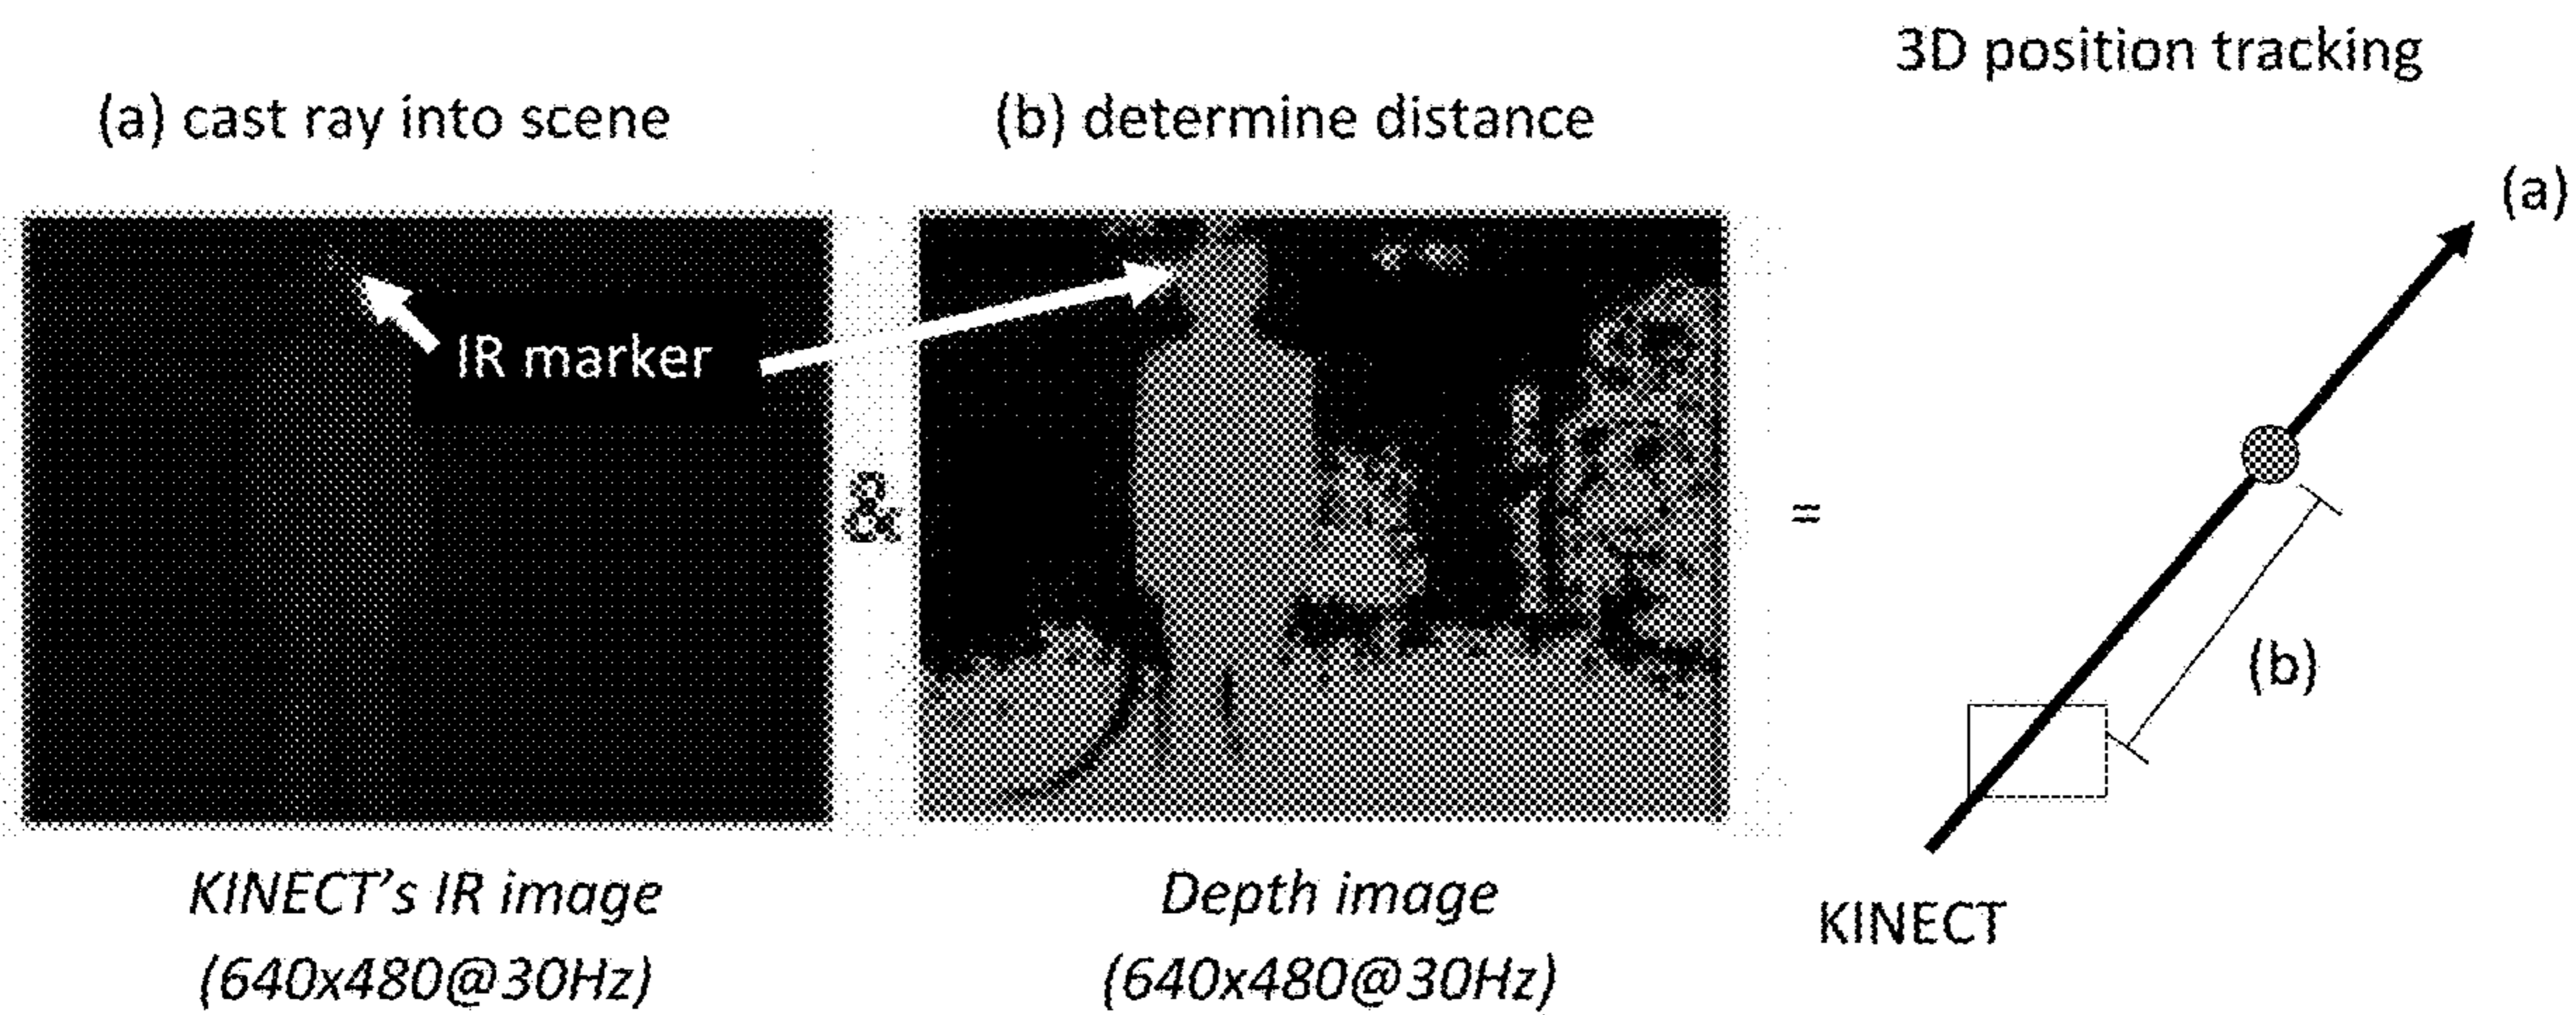 3D position tracking
(a) cast ray into scene
(b) determine distance
(a)
IR marker
&
=
(b)
KINECT's IR image
(640x480@30Hz)
Depth image
(640x480@30Hz)
KINECT